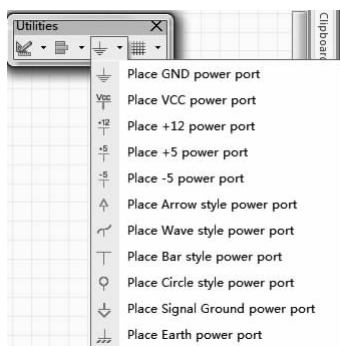 Utilities
Clipboar
Place GND power port
Vcc
Place VCC power port
+12
Place +12 power port
+5
Place +5 power port
-5
Place -5 power port
Place Arrow style power port
Place Wave style power port
Place Bar style power port
Place Circle style power port
Place Signal Ground power port
Place Earth power port